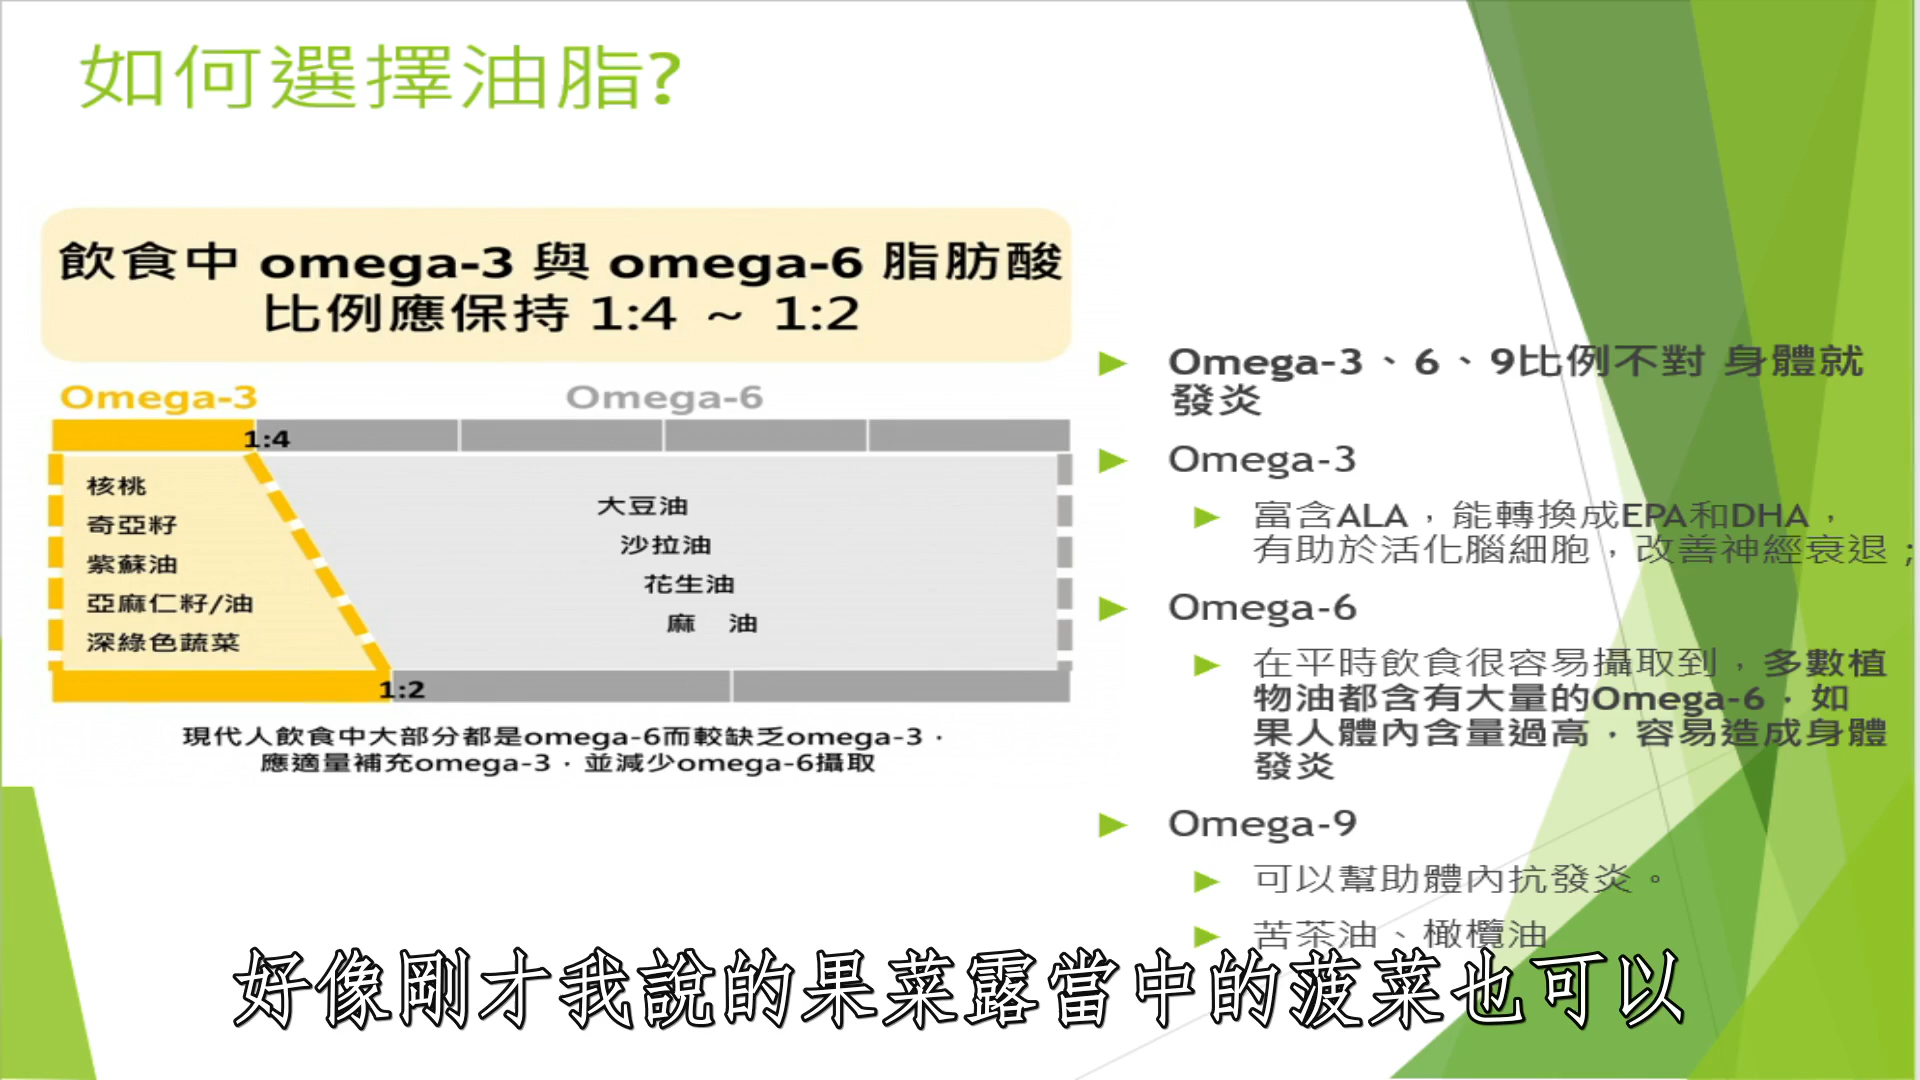 如何選擇油脂?
飲食中 omega-3 與 omega-6 脂肪酸
比例應保持 1:4 ~ 1:2
Omega-3
Omega-6
1:4
核桃
奇亞籽
紫蘇油
亞麻仁籽/油
深綠色蔬菜
大豆油
沙拉油
花生油
麻 油
1:2
現代人飲食中大部分都是omega-6而較缺乏omega-3，
應適量補充omega-3，並減少omega-6攝取
Omega-3、6、9比例不對 身體就
發炎
Omega-3
富含ALA，能轉換成EPA和DHA，
有助於活化腦細胞，改善神經衰退；
Omega-6
在平時飲食很容易攝取到，多數植
物油都含有大量的Omega-6，如
果人體內含量過高，容易造成身體
發炎
Omega-9
可以幫助體內抗發炎。
苦茶油、橄欖油
好像剛才我說的果菜露當中的菠菜也可以